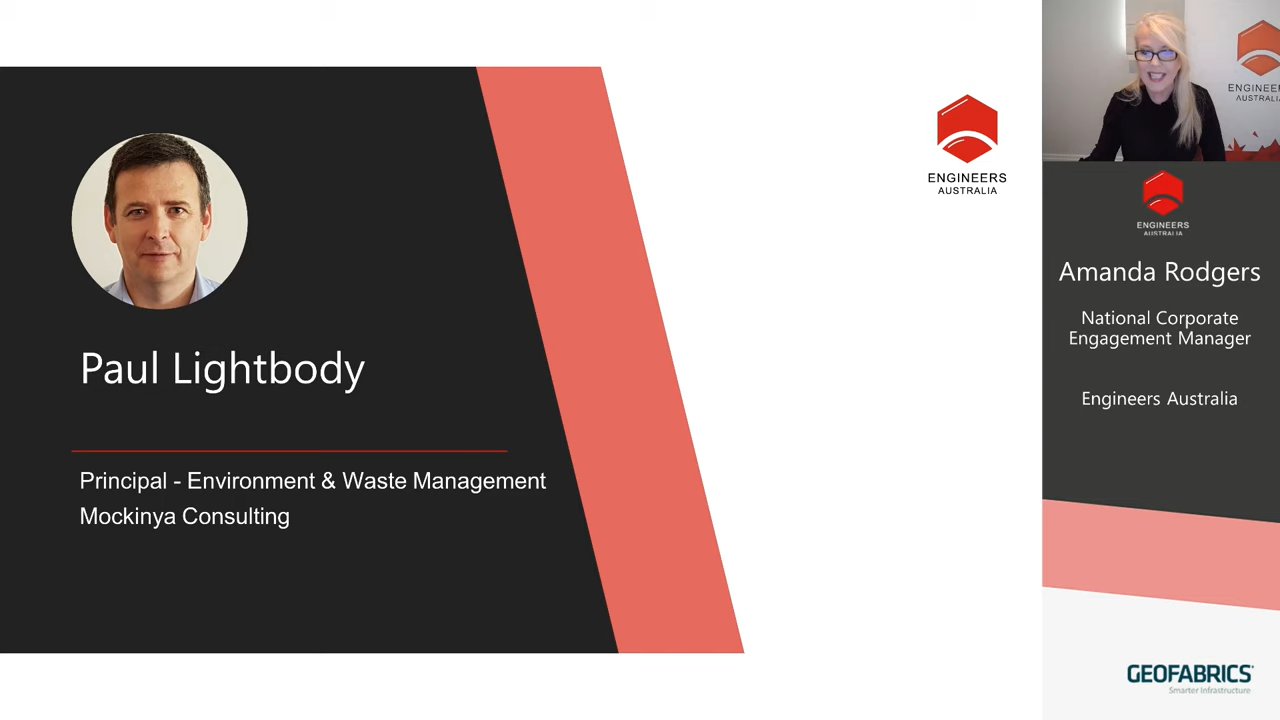 Paul Lightbody
Principal - Environment & Waste Management
Mockinya Consulting
ENGINEERS
AUSTRALIA
ENGINEERS
AUSTRALIA
Amanda Rodgers
National Corporate
Engagement Manager
Engineers Australia
GEOFABRICS
Smarter Infrastructure